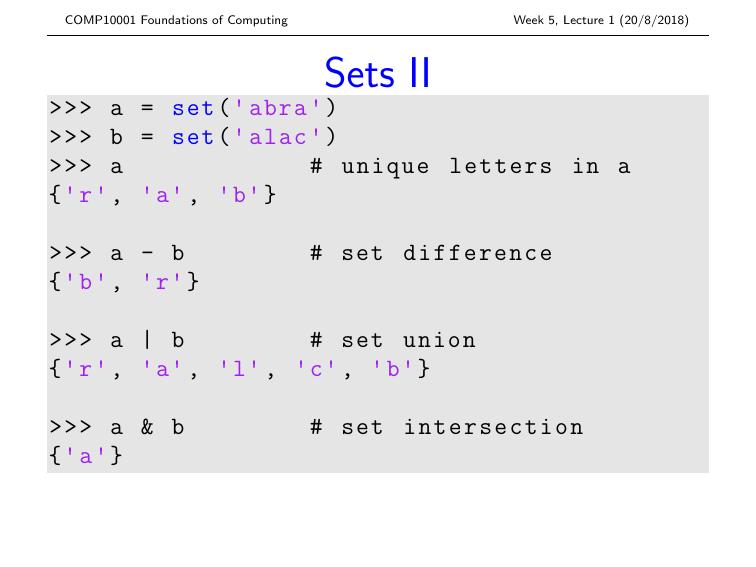 COMP10001 Foundations of Computing Week 5, Lecture 1 (20/8/2018)
Sets II
>>> a = set('abra')
>>> b = set('alac')
>>> a # unique letters in a
{'r', 'a', 'b'}
>>> a - b # set difference
{'b', 'r'}
>>> a | b # set union
{'r', 'a', 'l', 'c', 'b'}
>>> a & b # set intersection
{'a'}